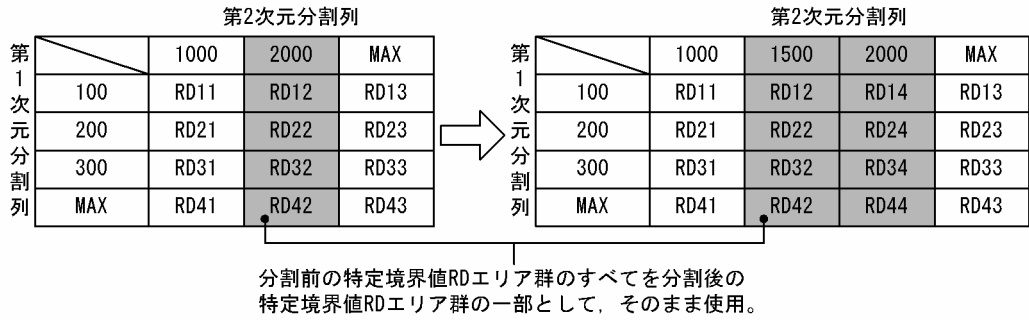 第2次元分割列
第1次元分割列
1000 2000 MAX
100 RD11 RD12 RD13
200 RD21 RD22 RD23
300 RD31 RD32 RD33
MAX RD41 RD42 RD43
第2次元分割列
第1次元分割列
1000 1500 2000 MAX
100 RD11 RD12 RD14 RD13
200 RD21 RD22 RD24 RD23
300 RD31 RD32 RD34 RD33
MAX RD41 RD42 RD44 RD43
分割前の特定境界値RDエリア群のすべてを分割後の
特定境界値RDエリア群の一部として，そのまま使用。